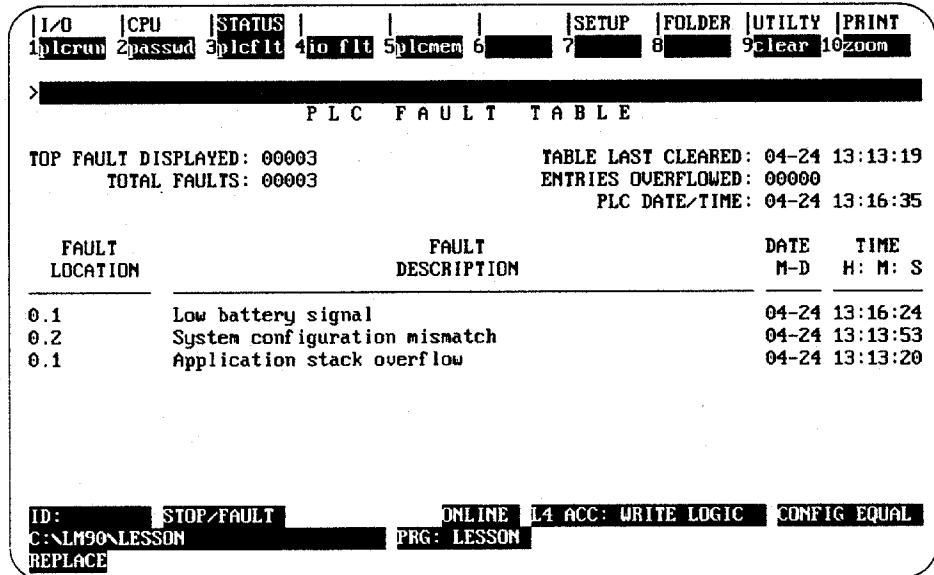 |I/O |CPU |STATUS | | |SETUP |FOLDER |UTILTY |PRINT
1plcrun 2passwd 3plcflt 4io flt 5plcmem 6 7 8 9clear 10zoom
>
PLC FAULT TABLE
TOP FAULT DISPLAYED: 00003 TABLE LAST CLEARED: 04-24 13:13:19
TOTAL FAULTS: 00003 ENTRIES OVERFLOWED: 00000
PLC DATE/TIME: 04-24 13:16:35
FAULT FAULT DATE TIME
LOCATION DESCRIPTION M-D H: M: S
0.1 Low battery signal 04-24 13:16:24
0.2 System configuration mismatch 04-24 13:13:53
0.1 Application stack overflow 04-24 13:13:20
ID: STOP/FAULT ONLINE L4 ACC: WRITE LOGIC CONFIG EQUAL
C:\LM90\LESSON PRG: LESSON
REPLACE